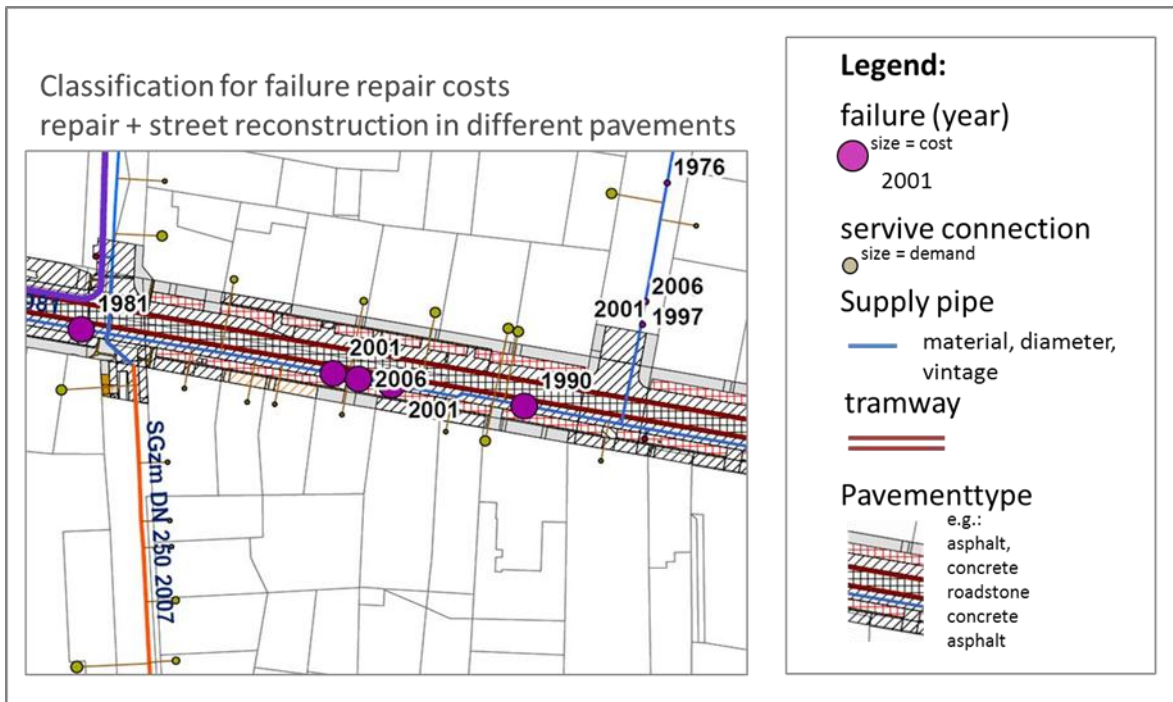 Classification for failure repair costs
repair + street reconstruction in different pavements
1976
2006
2001 1997
1981
981
2001
2006
1990
2001
SGzm DN 250 2007
Legend:
failure (year)
size = cost
2001
servive connection
size = demand
Supply pipe
material, diameter,
vintage
tramway
Pavementtype
e.g.:
asphalt,
concrete
roadstone
concrete
asphalt